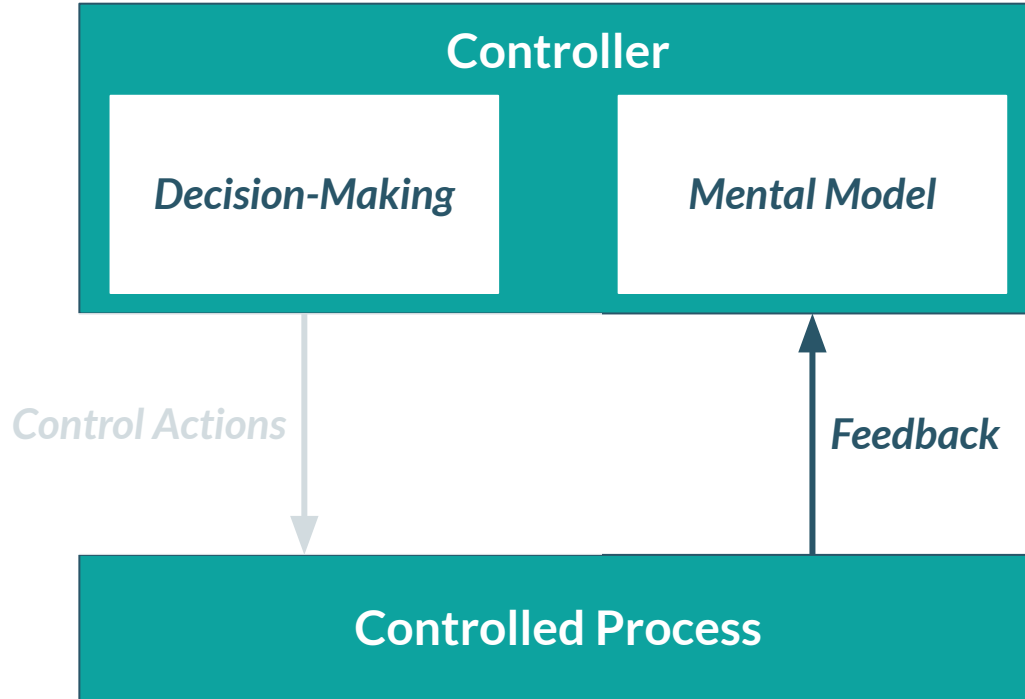 Controller
Decision-Making
Mental Model
Control Actions
Feedback
Controlled Process